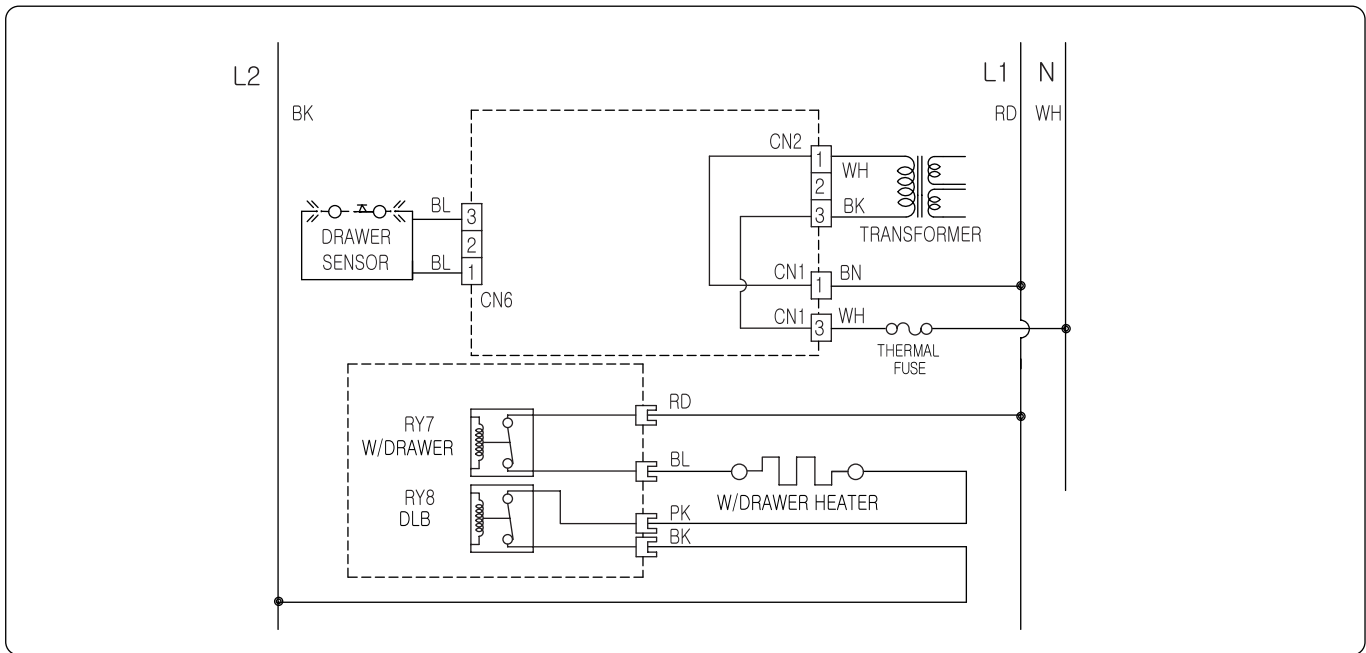 L2
L1 N
BK
RD WH
CN2
1
WH
2
BK
3
TRANSFORMER
BL
3
DRAWER
SENSOR
2
BL
1
CN6
CN1
1
BN
CN1
3
WH
THERMAL
FUSE
RD
RY7
W/DRAWER
BL
W/DRAWER HEATER
RY8
DLB
PK
BK